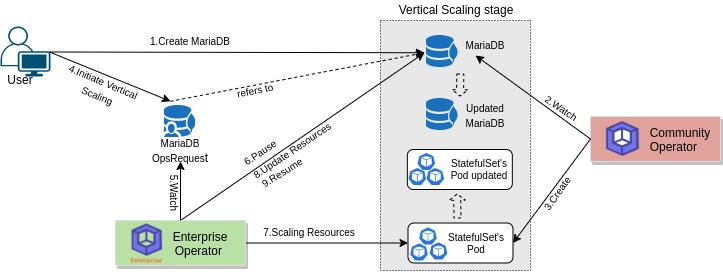 Vertical Scaling stage
1.Create MariaDB
MariaDB
User
4.Initiate Vertical
Scaling
refers to
Updated
MariaDB
2.Watch
Community
Operator
MariaDB
OpsRequest
6.Pause
8.Update Resources
9.Resume
StatefulSet's
Pod updated
5.Watch
3.Create
Enterprise
Enterprise
Operator
7.Scaling Resources
StatefulSet's
Pod